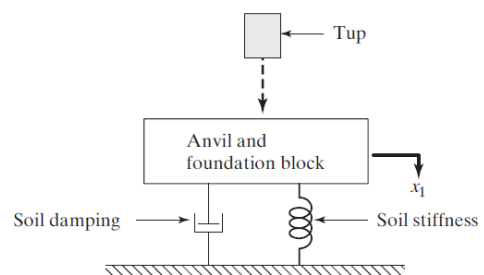 Tup
Anvil and
foundation block
x1
Soil damping
Soil stiffness